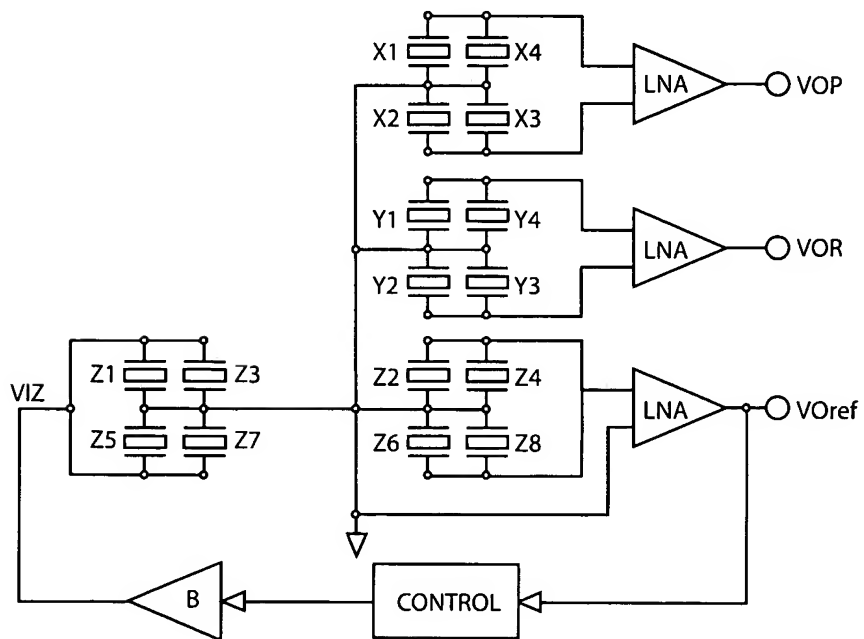 X1 X4
LNA VOP
X2 X3
Y1 Y4
LNA VOR
Y2 Y3
VIZ Z1 Z3 Z2 Z4
LNA VOref
Z5 Z7 Z6 Z8
B CONTROL